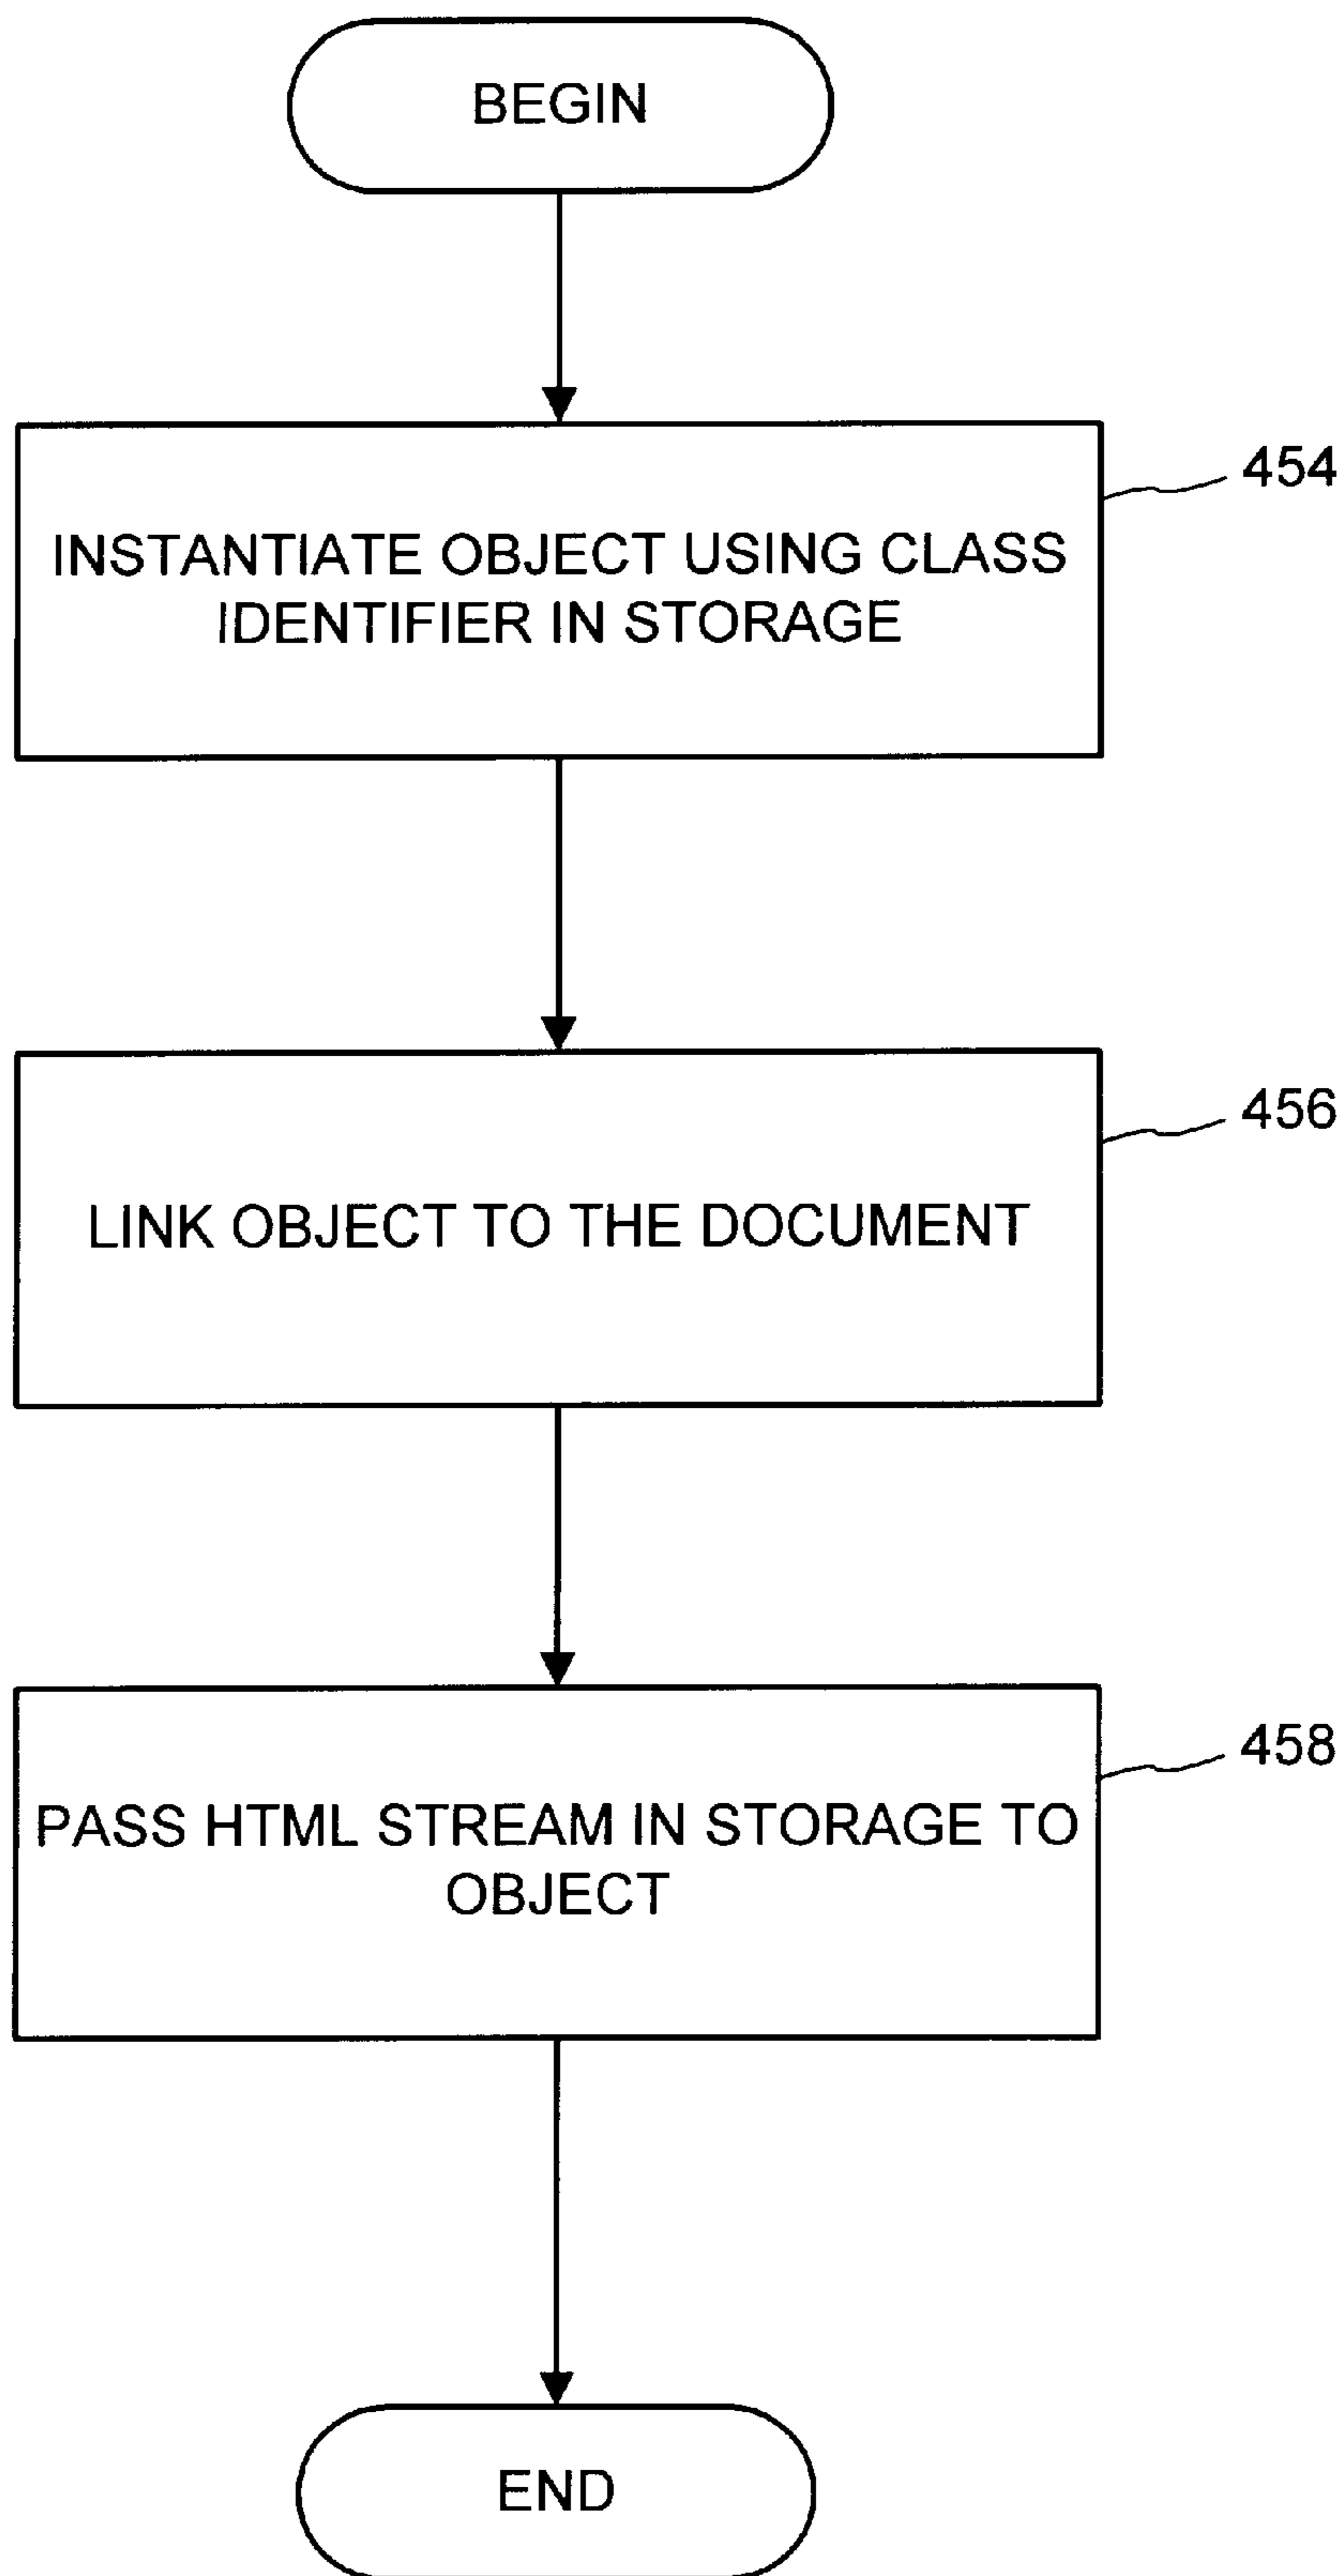 BEGIN
454
INSTANTIATE OBJECT USING CLASS
IDENTIFIER IN STORAGE
456
LINK OBJECT TO THE DOCUMENT
458
PASS HTML STREAM IN STORAGE TO
OBJECT
END